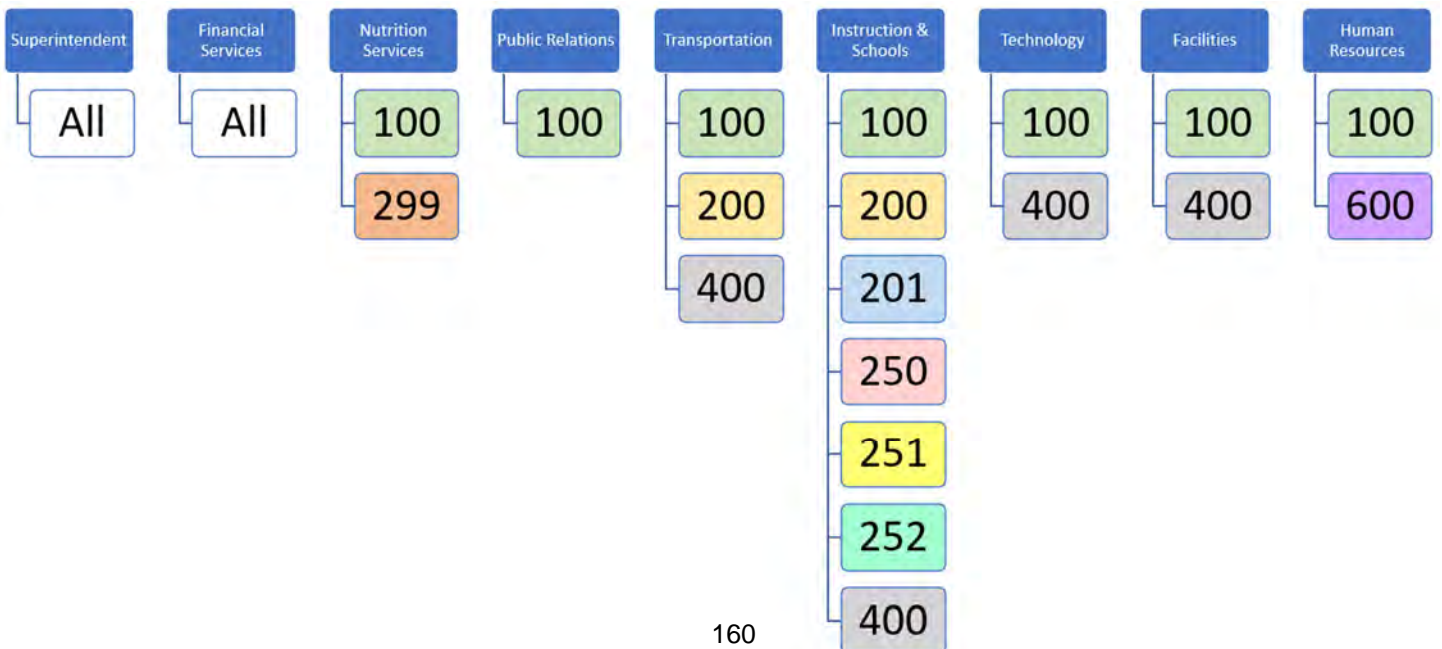 Superintendent
All
Financial
Services
All
Nutrition
Services
100
299
Public Relations
100
Transportation
100
200
400
Instruction &
Schools
100
200
201
250
251
252
400
Technology
100
400
Facilities
100
400
Human
Resources
100
600
160